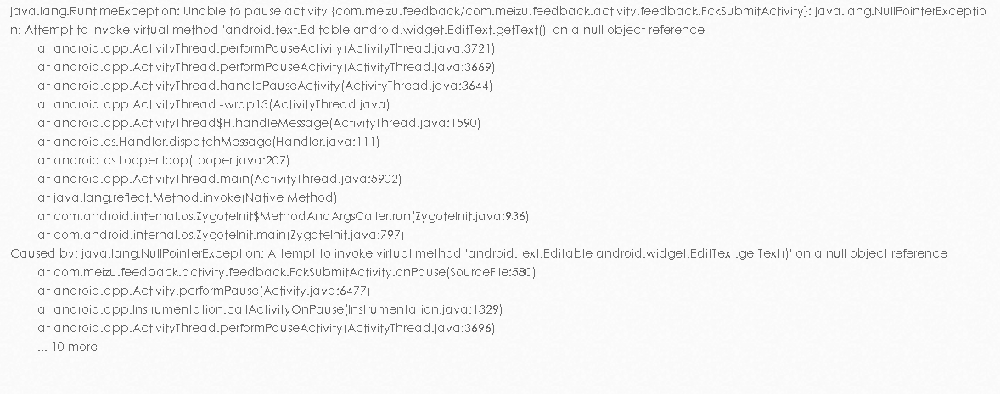 java.lang.RuntimeException: Unable to pause activity {com.meizu.feedback/com.meizu.feedback.activity.feedback.FckSubmitActivity}: java.lang.NullPointerExceptio
n: Attempt to invoke virtual method 'android.text.Editable android.widget.EditText.getText()' on a null object reference
at android.app.ActivityThread.performPauseActivity(ActivityThread.java:3721)
at android.app.ActivityThread.performPauseActivity(ActivityThread.java:3669)
at android.app.ActivityThread.handlePauseActivity(ActivityThread.java:3644)
at android.app.ActivityThread.-wrap13(ActivityThread.java)
at android.app.ActivityThread$H.handleMessage(ActivityThread.java:1590)
at android.os.Handler.dispatchMessage(Handler.java:111)
at android.os.Looper.loop(Looper.java:207)
at android.app.ActivityThread.main(ActivityThread.java:5902)
at java.lang.reflect.Method.invoke(Native Method)
at com.android.internal.os.ZygoteInit$MethodAndArgsCaller.run(ZygoteInit.java:936)
at com.android.internal.os.ZygoteInit.main(ZygoteInit.java:797)
Caused by: java.lang.NullPointerException: Attempt to invoke virtual method 'android.text.Editable android.widget.EditText.getText()' on a null object reference
at com.meizu.feedback.activity.feedback.FckSubmitActivity.onPause(SourceFile:580)
at android.app.Activity.performPause(Activity.java:6477)
at android.app.Instrumentation.callActivityOnPause(Instrumentation.java:1329)
at android.app.ActivityThread.performPauseActivity(ActivityThread.java:3696)
... 10 more